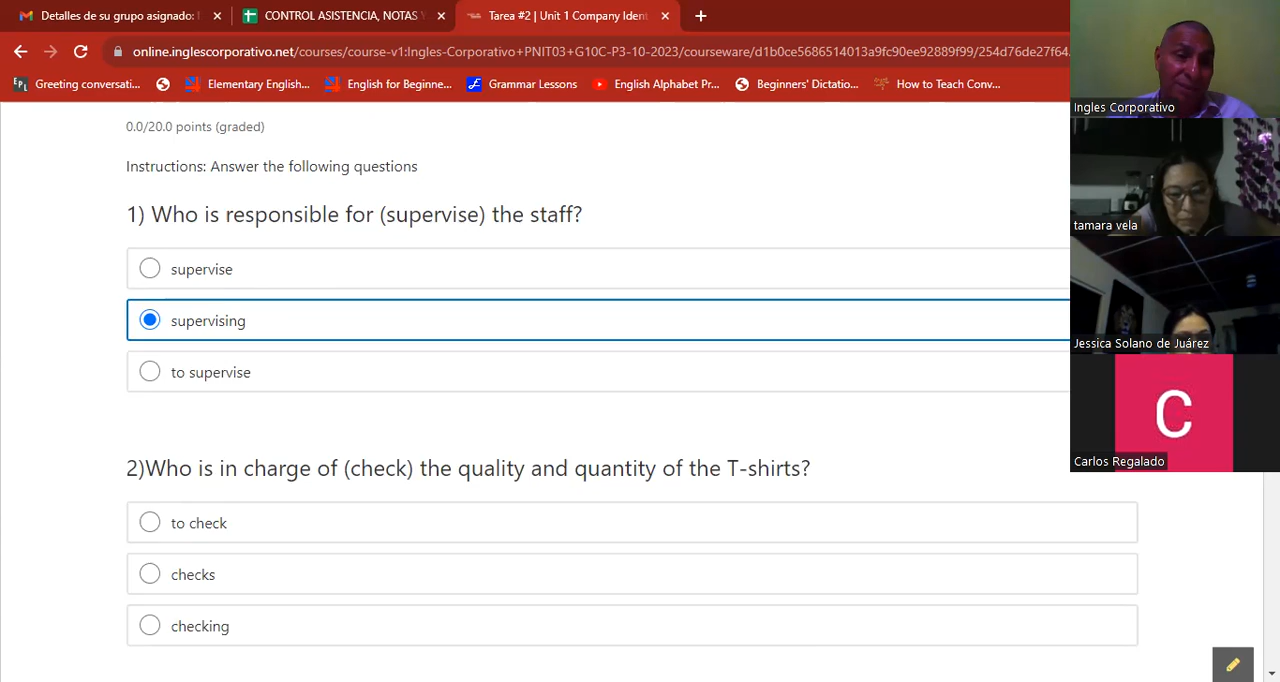 Detalles de su grupo asignado:
CONTROL ASISTENCIA, NOTAS Y
Tarea #2 | Unit 1 Company Iden
online.inglescorporativo.net/courses/course-v1:Ingles-Corporativo+PNIT03+G10C-P3-10-2023/courseware/d1b0ce5686514013a9fc90ee92889f99/254d76de27f64
Greeting conversati...
Elementary English...
English for Beginne...
Grammar Lessons
English Alphabet Pr...
Beginners' Dictatio...
How to Teach Conv...
0.0/20.0 points (graded)
Instructions: Answer the following questions
1) Who is responsible for (supervise) the staff?
supervise
supervising
to supervise
2)Who is in charge of (check) the quality and quantity of the T-shirts?
to check
checks
checking
Ingles Corporativo
tamara vela
Jessica Solano de Juárez
C
Carlos Regalado